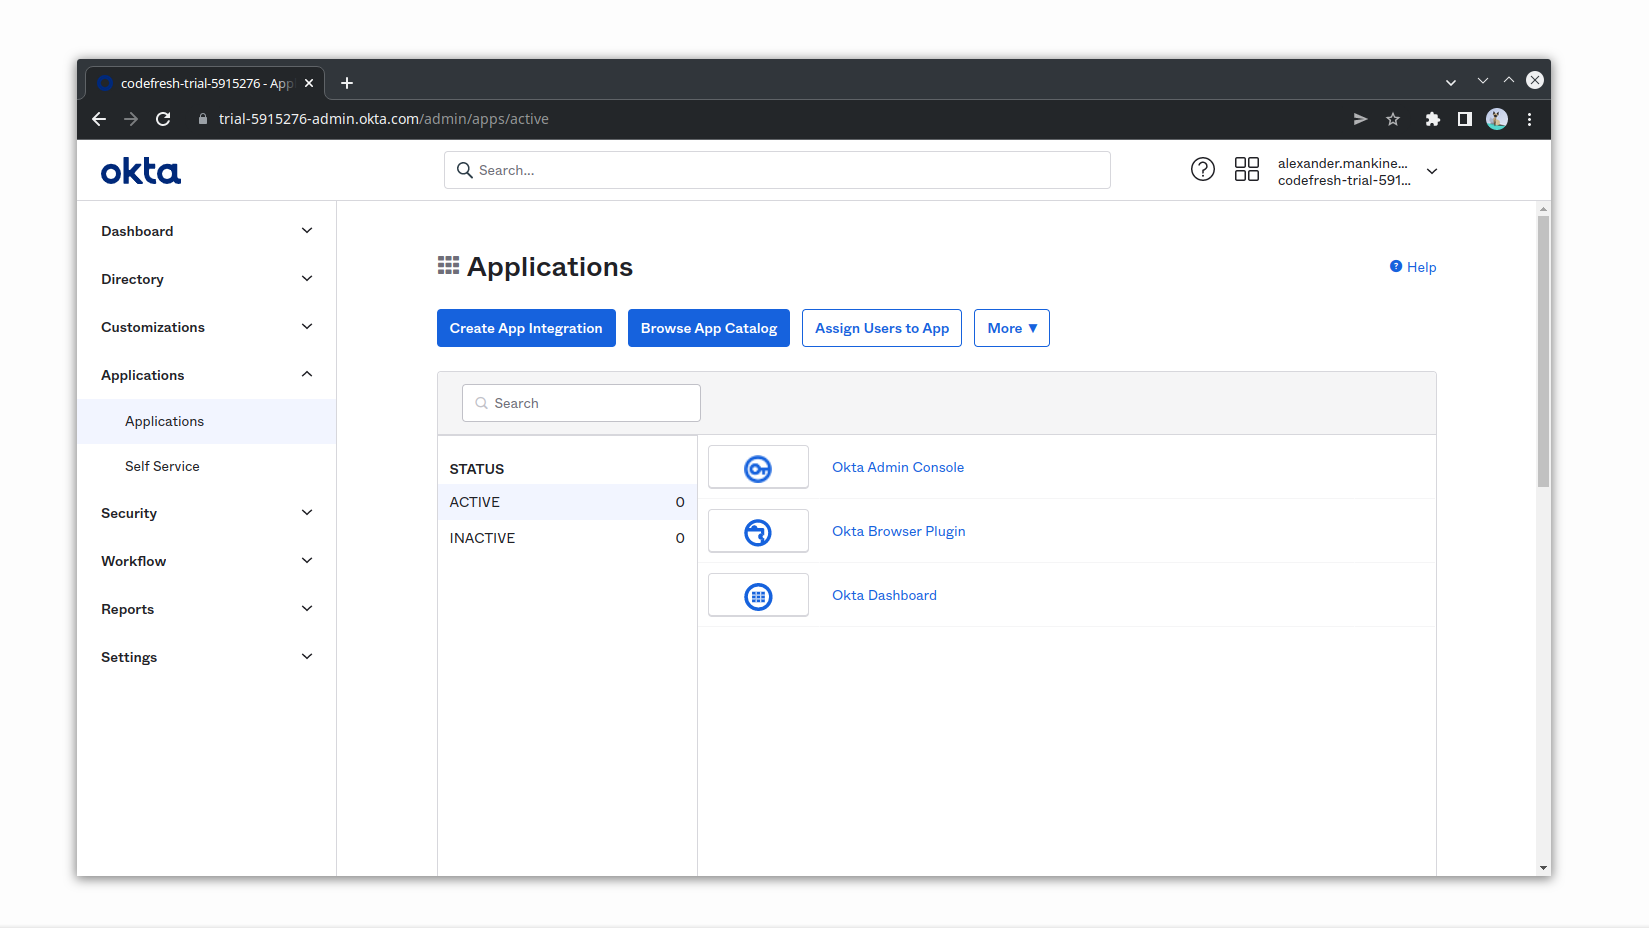 codefresh-trial-5915276 - App
trial-5915276-admin.okta.com/admin/apps/active
okta
Search...
alexander.mankine...
codefresh-trial-591...
Dashboard
Directory
Customizations
Applications
Applications
Self Service
Security
Workflow
Reports
Settings
Applications
Help
Create App Integration
Browse App Catalog
Assign Users to App
More ▼
Search
STATUS
ACTIVE 0
INACTIVE 0
Okta Admin Console
Okta Browser Plugin
Okta Dashboard